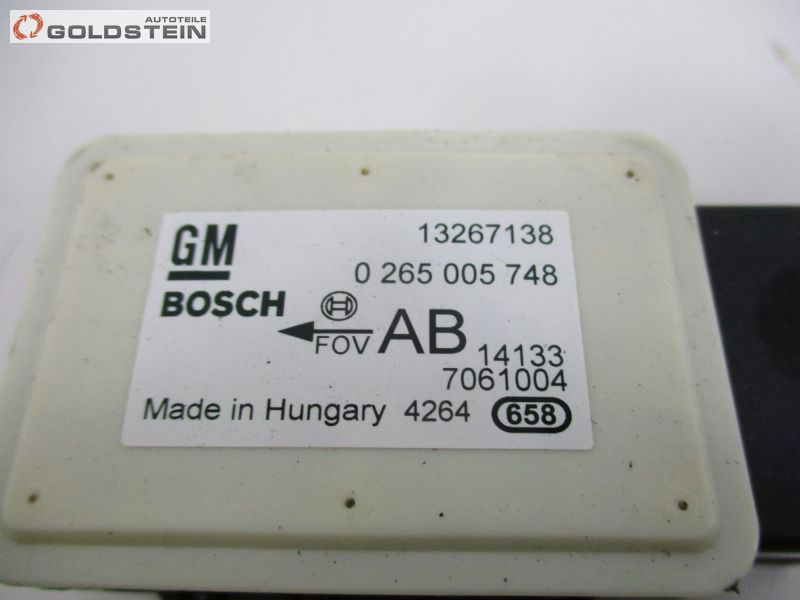 AUTOTEILE
GOLDSTEIN
GM 13267138
0 265 005 748
BOSCH
FOV AB 14133
7061004
Made in Hungary 4264 658